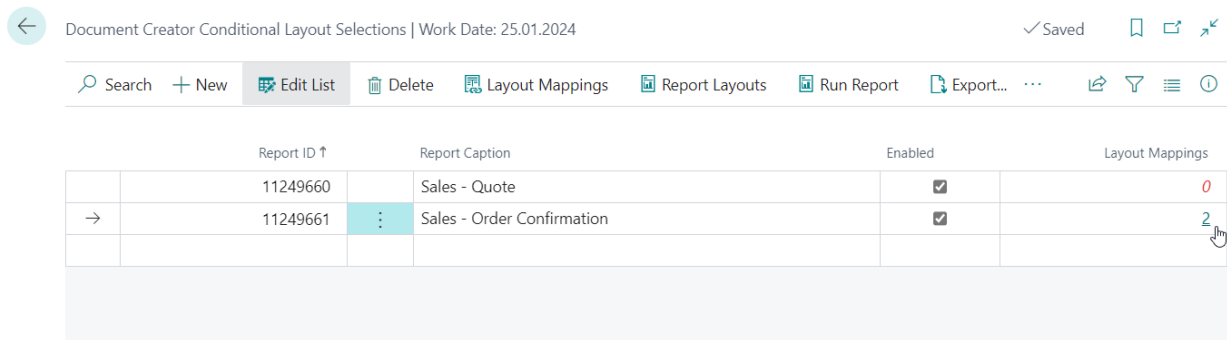 Document Creator Conditional Layout Selections | Work Date: 25.01.2024 Saved
Search New Edit List Delete Layout Mappings Report Layouts Run Report Export... ...
Report ID ↑ Report Caption Enabled Layout Mappings
11249660 Sales - Quote 0
11249661 Sales - Order Confirmation 2